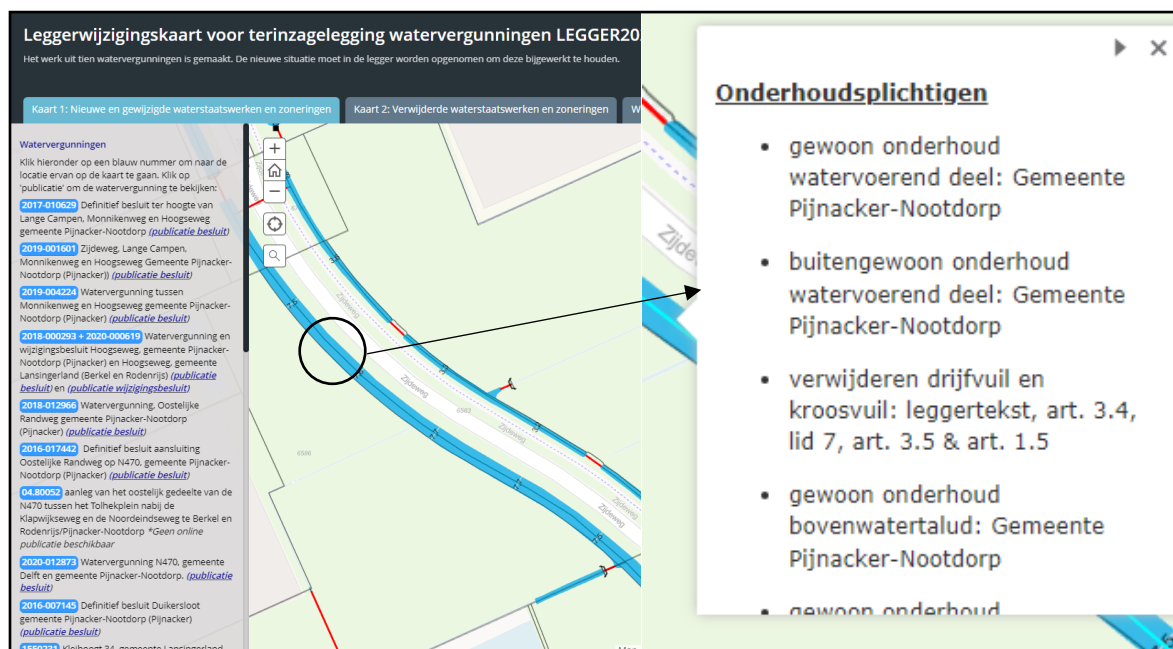 Leggerwijzigingskaart voor terinzagelegging watervergunningen LEGGER20
Het werk uit tien watervergunningen is gemaakt. De nieuwe situatie moet in de legger worden opgenomen om deze bijgewerkt te houden.
Kaart 1: Nieuwe en gewijzigde waterstaatswerken en zoneringen
Kaart 2: Verwijderde waterstaatswerken en zoneringen
W
Watervergunningen
Klik hieronder op een blauw nummer om naar de
locatie ervan op de kaart te gaan. Klik op
'publicatie' om de watervergunning te bekijken:
2017-010629 Definitief besluit ter hoogte van
Lange Campen, Monnikenweg en Hoogseweg
gemeente Pijnacker-Nootdorp (publicatie besluit)
2019-001601 Zijdeweg, Lange Campen,
Monnikenweg en Hoogseweg Gemeente Pijnacker-
Nootdorp (Pijnacker)) (publicatie besluit)
2019-004224 Watervergunning tussen
Monnikenweg en Hoogseweg gemeente Pijnacker-
Nootdorp (Pijnacker) (publicatie besluit)
2018-000293 + 2020-000619 Watervergunning en
wijzigingsbesluit Hoogseweg, gemeente Pijnacker-
Nootdorp (Pijnacker) en Hoogseweg, gemeente
Lansingerland (Berkel en Rodenrijs) (publicatie
besluit) en (publicatie wijzigingsbesluit)
2018-012966 Watervergunning, Oostelijke
Randweg gemeente Pijnacker-Nootdorp
(Pijnacker) (publicatie besluit)
2016-017442 Definitief besluit aansluiting
Oostelijke Randweg op N470, gemeente Pijnacker-
Nootdorp (Pijnacker) (publicatie besluit)
04.80052 aanleg van het oostelijk gedeelte van de
N470 tussen het Tolhekplein nabij de
Klapwijkseweg en de Noordeindseweg te Berkel en
Rodenrijs/Pijnacker-Nootdorp *Geen online
publicatie beschikbaar
2020-012873 Watervergunning N470, gemeente
Delft en gemeente Pijnacker-Nootdorp. (publicatie
besluit)
2016-007145 Definitief besluit Duikersloot
gemeente Pijnacker-Nootdorp (Pijnacker)
(publicatie besluit)
Kleihoogt 34, gemeente Lansingerland
Zijdeweg
Zijdeweg
Zijdeweg
Zijdeweg
6583
6586
Onderhoudsplichtigen
• gewoon onderhoud
watervoerend deel: Gemeente
Pijnacker-Nootdorp
• buitengewoon onderhoud
watervoerend deel: Gemeente
Pijnacker-Nootdorp
• verwijderen drijfvuil en
kroosvuil: leggertekst, art. 3.4,
lid 7, art. 3.5 & art. 1.5
• gewoon onderhoud
bovenwatertalud: Gemeente
Pijnacker-Nootdorp
• gewoon onderhoud